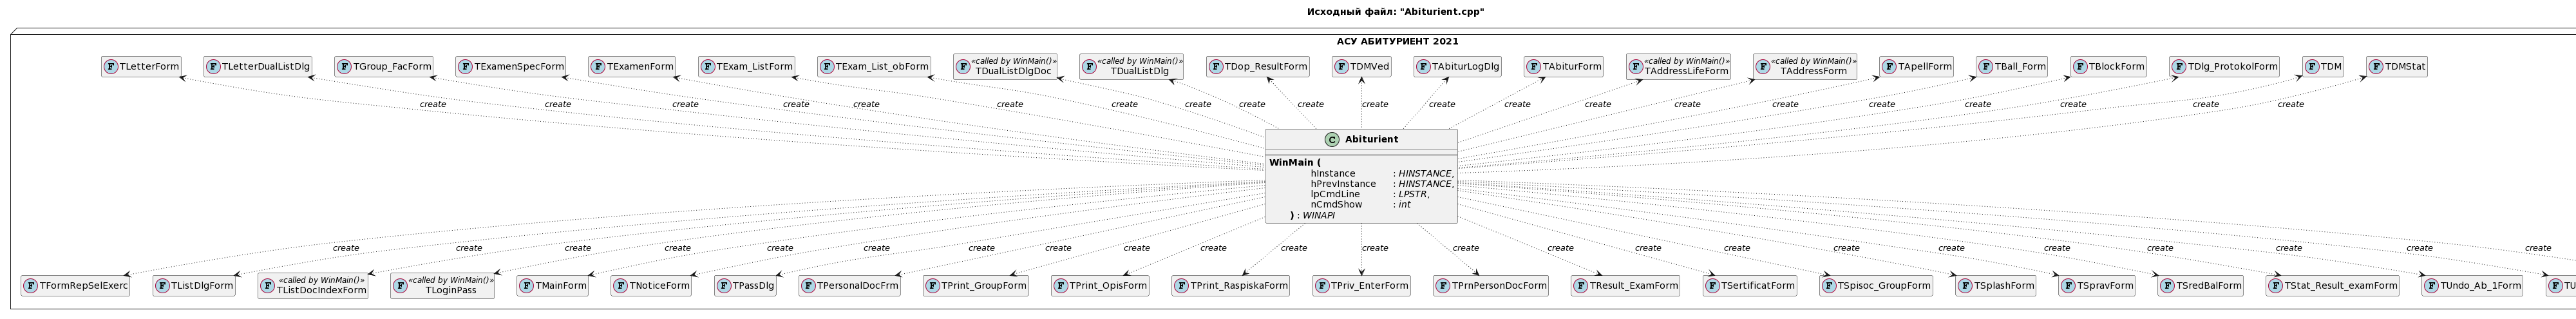 Исходный файл: "Abiturient.cpp"
АСУ АБИТУРИЕНТ 2021
F TLetterForm
F TLetterDualListDlg
F TGroup_FacForm
F TExamenSpecForm
F TExamenForm
F TExam_ListForm
F TExam_List_obForm
F «called by WinMain()»
TDualListDlgDoc
F «called by WinMain()»
TDualListDlg
F TDop_ResultForm
F TDMVed
F TAbiturLogDlg
F TAbiturForm
F «called by WinMain()»
TAddressLifeForm
F «called by WinMain()»
TAddressForm
F TApellForm
F TBall_Form
F TBlockForm
F TDlg_ProtokolForm
F TDM
F TDMStat
create create create create create create create create create create create create create create create create create create create create create
C Abiturient
WinMain (
hInstance : HINSTANCE,
hPrevInstance : HINSTANCE,
lpCmdLine : LPSTR,
nCmdShow : int
) : WINAPI
create create create create create create create create create create create create create create create create create create create create create create
F TFormRepSelExerc
F TListDlgForm
F «called by WinMain()»
TListDocIndexForm
F «called by WinMain()»
TLoginPass
F TMainForm
F TNoticeForm
F TPassDlg
F TPersonalDocFrm
F TPrint_GroupForm
F TPrint_OpisForm
F TPrint_RaspiskaForm
F TPriv_EnterForm
F TPrnPersonDocForm
F TResult_ExamForm
F TSertificatForm
F TSpisoc_GroupForm
F TSplashForm
F TSpravForm
F TSredBalForm
F TStat_Result_examForm
F TUndo_Ab_1Form
F